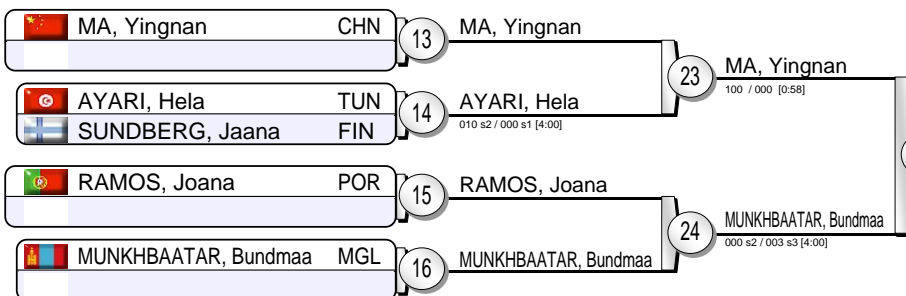 MA, Yingnan CHN
13
MA, Yingnan
AYARI, Hela TUN
SUNDBERG, Jaana FIN
14
AYARI, Hela
010 s2 / 000 s1 [4:00]
23
MA, Yingnan
100 / 000 [0:58]
RAMOS, Joana POR
15
RAMOS, Joana
MUNKHBAATAR, Bundmaa MGL
16
MUNKHBAATAR, Bundmaa
24
MUNKHBAATAR, Bundmaa
000 s2 / 003 s3 [4:00]